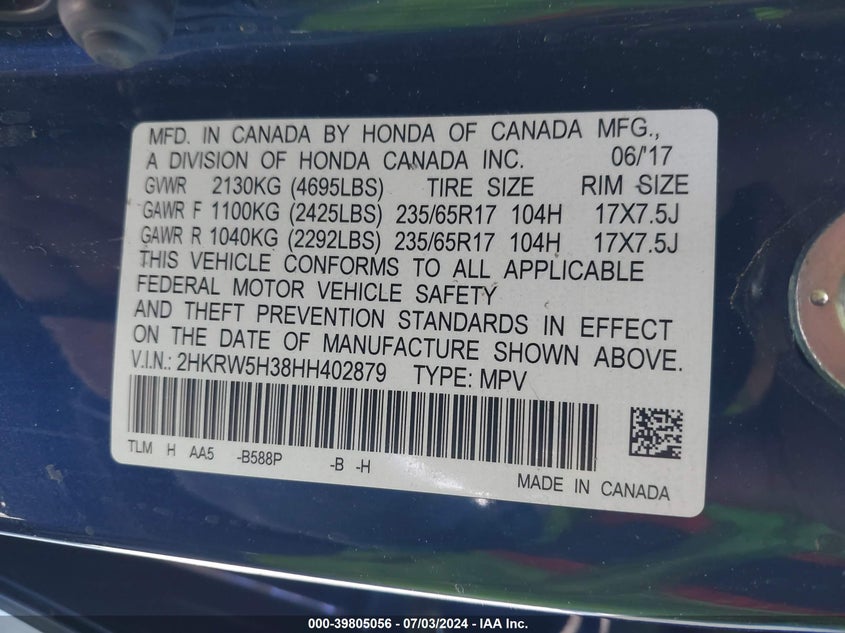 MFD. IN CANADA BY HONDA OF CANADA MFG.,
A DIVISION OF HONDA CANADA INC. 06/'17
GVWR 2130KG (4695LBS) TIRE SIZE RIM SIZE
GAWR F 1100KG (2425LBS) 235/65R17 104H 17X7.5J
GAWR R 1040KG (2292LBS) 235/65R17 104H 17X7.5J
THIS VEHICLE CONFORMS TO ALL APPLICABLE
FEDERAL MOTOR VEHICLE SAFETY
AND THEFT PREVENTION STANDARDS IN EFFECT
ON THE DATE OF MANUFACTURE SHOWN ABOVE.
V.I.N.: 2HKRW5H38HH402879 TYPE: MPV
TLM H AA5 -B588P -B -H
MADE IN CANADA
000-39805056 - 07/03/2024 - IAA Inc.